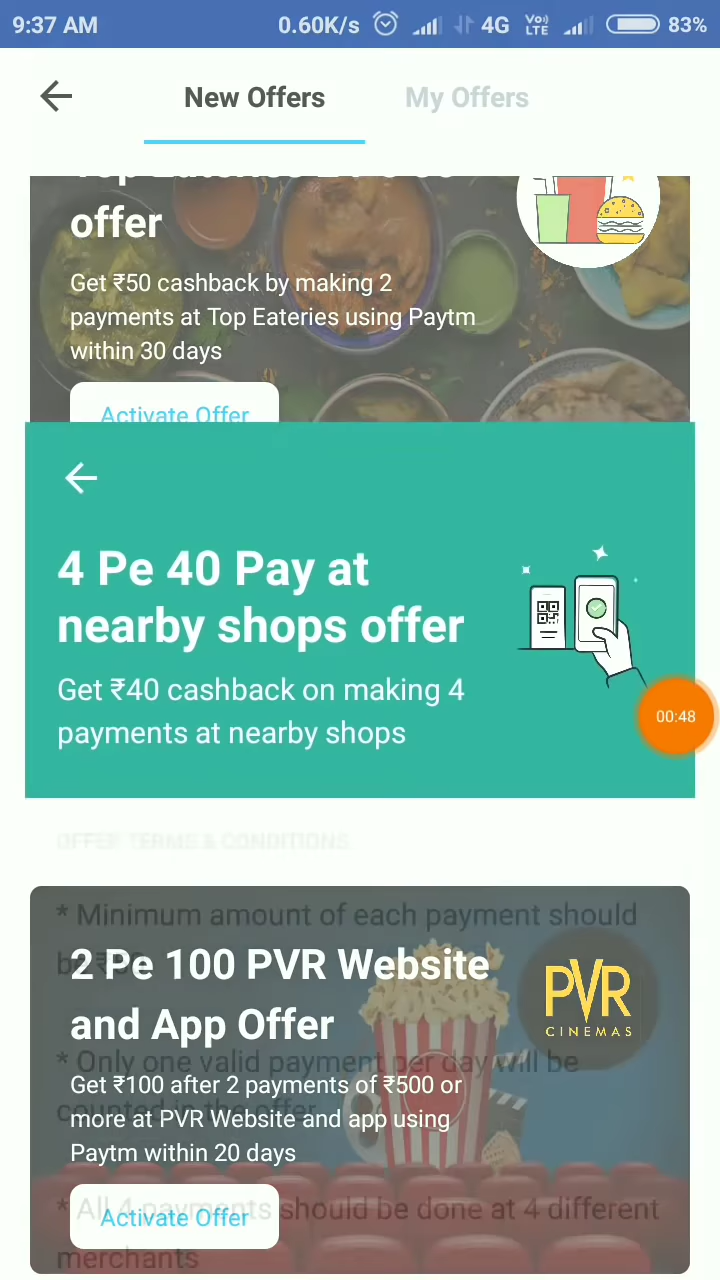 9:37 AM 0.60K/s 4G Vo)) LTE 83%
New Offers My Offers
offer
Get ₹50 cashback by making 2
payments at Top Eateries using Paytm
within 30 days
Activate Offer
4 Pe 40 Pay at
nearby shops offer
Get ₹40 cashback on making 4
payments at nearby shops
00:48
OFFER TERMS & CONDITIONS
* Minimum amount of each payment should
2 Pe 100 PVR Website
PVR
CINEMAS
and App Offer
* Only one valid payment per day will be
Get ₹100 after 2 payments of ₹500 or
counted in the offer
more at PVR Website and app using
Paytm within 20 days
* All 4 payments should be done at 4 different
Activate Offer
merchants